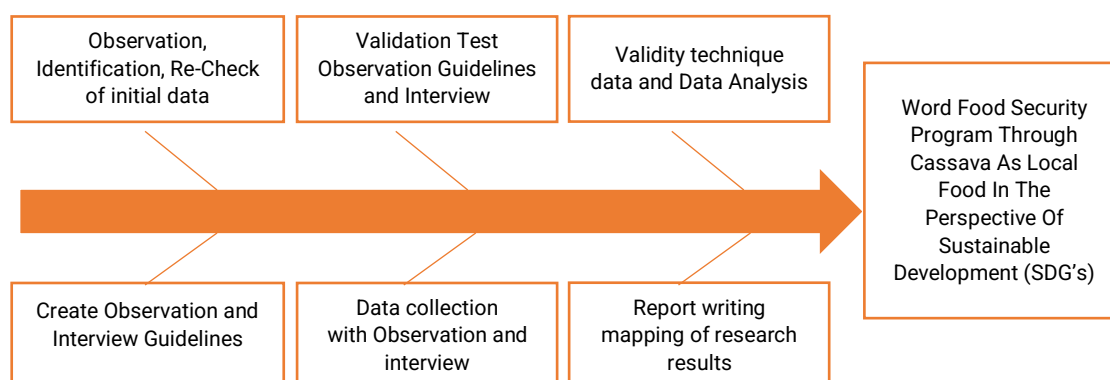 Observation,
Identification, Re-Check
of initial data
Validation Test
Observation Guidelines
and Interview
Validity technique
data and Data Analysis
Word Food Security
Program Through
Cassava As Local
Food In The
Perspective Of
Sustainable
Development (SDG's)
Create Observation and
Interview Guidelines
Data collection
with Observation and
interview
Report writing
mapping of research
results